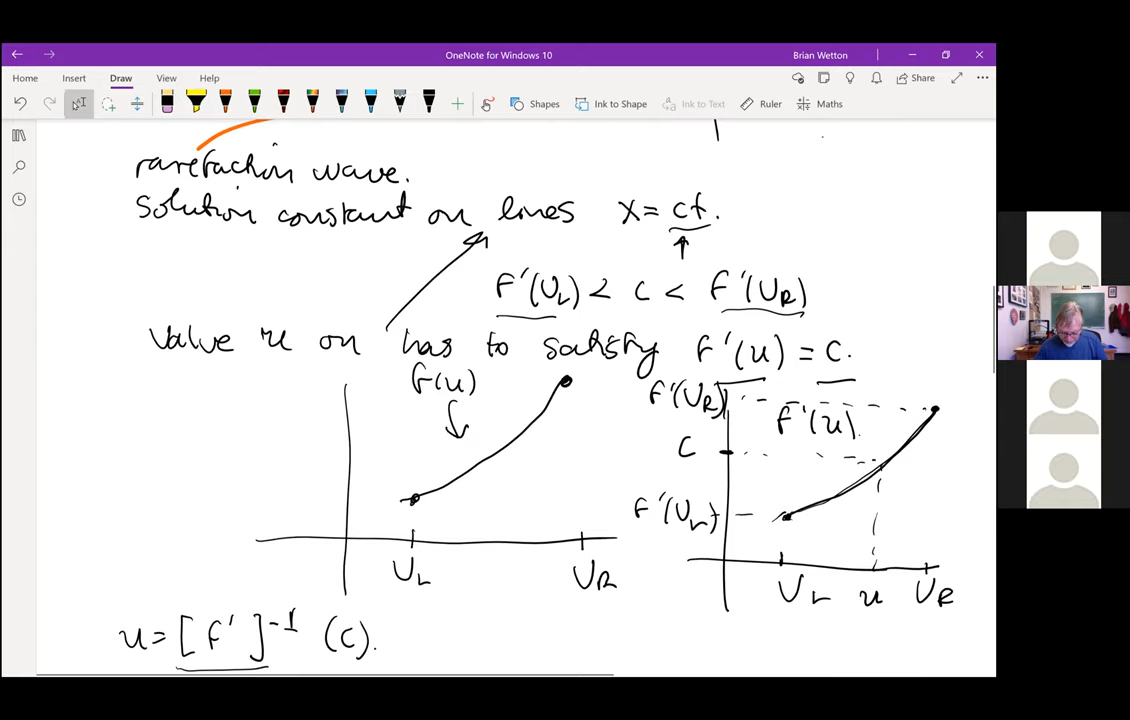 OneNote for Windows 10
Brian Wetton
Home Insert Draw View Help
Share
Shapes
Ink to Shape
Ink to Text
Ruler
Maths
rarefaction wave.
Solution constant on lines x = ct.
F'(UL) < c < F'(UR)
Value u on has to satisfy F'(u) = c.
F(u)
UL UR
F'(UR)
F'(u)
c
F'(UL)
UL u UR
u = [F']⁻¹ (c).